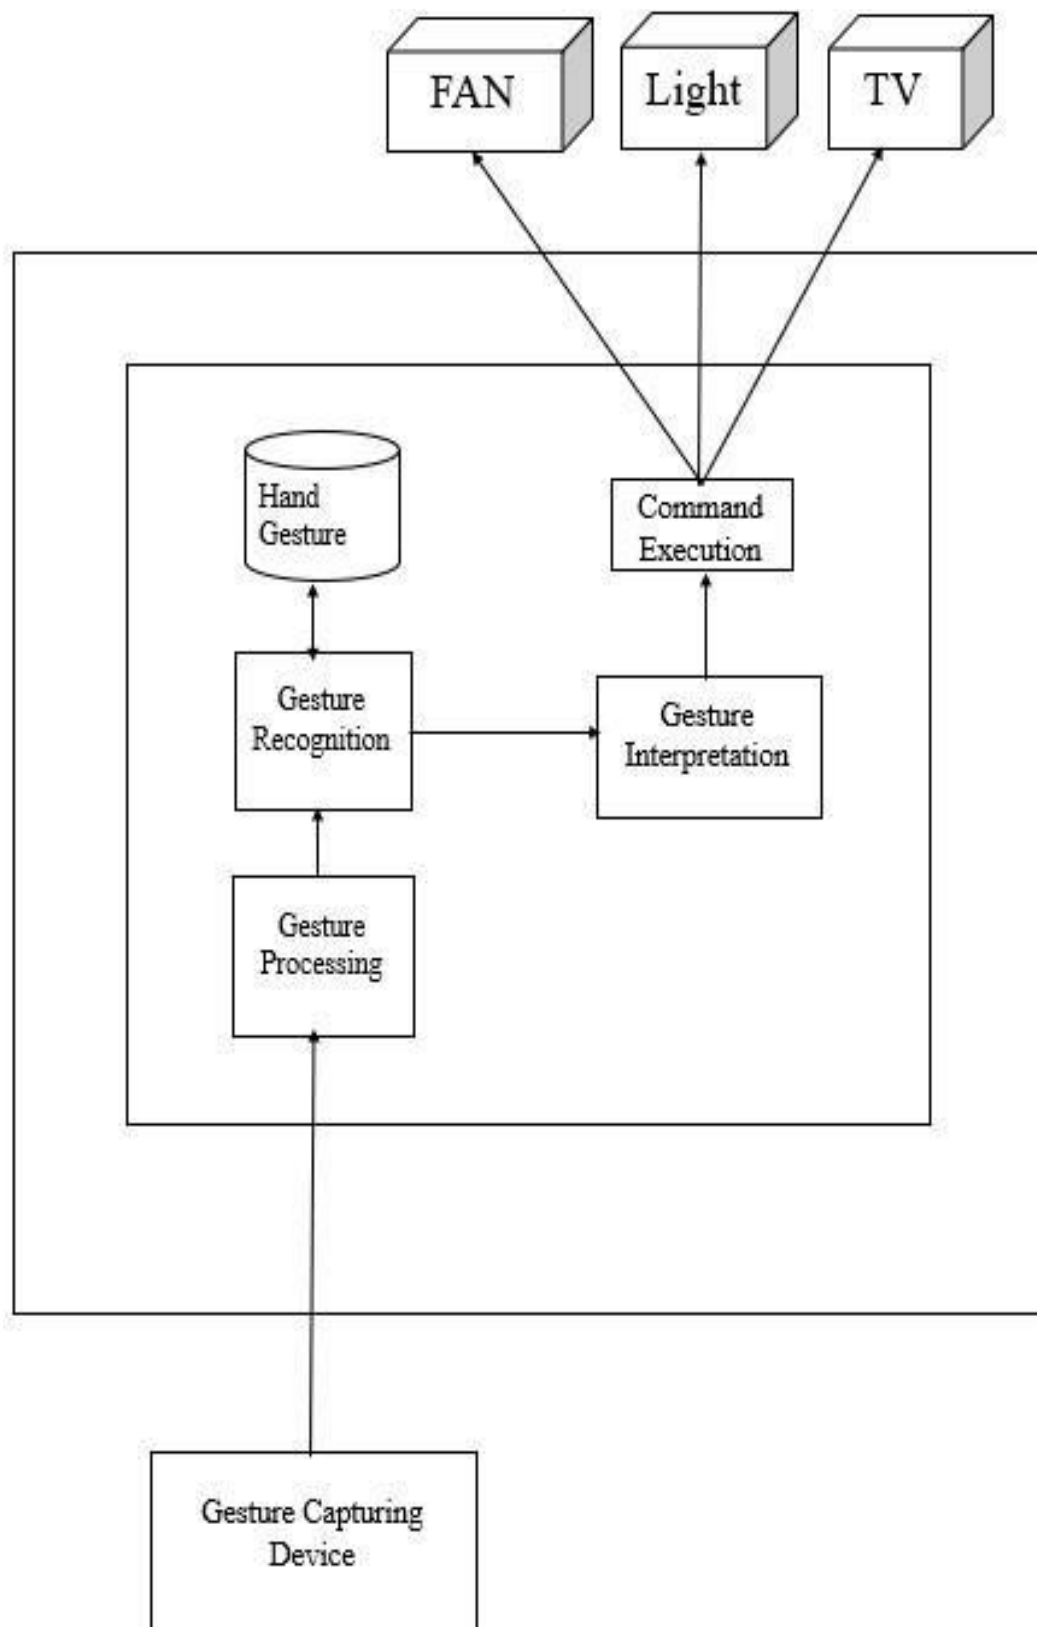 FAN
Light
TV
Hand
Gesture
Command
Execution
Gesture
Recognition
Gesture
Interpretation
Gesture
Processing
Gesture Capturing
Device